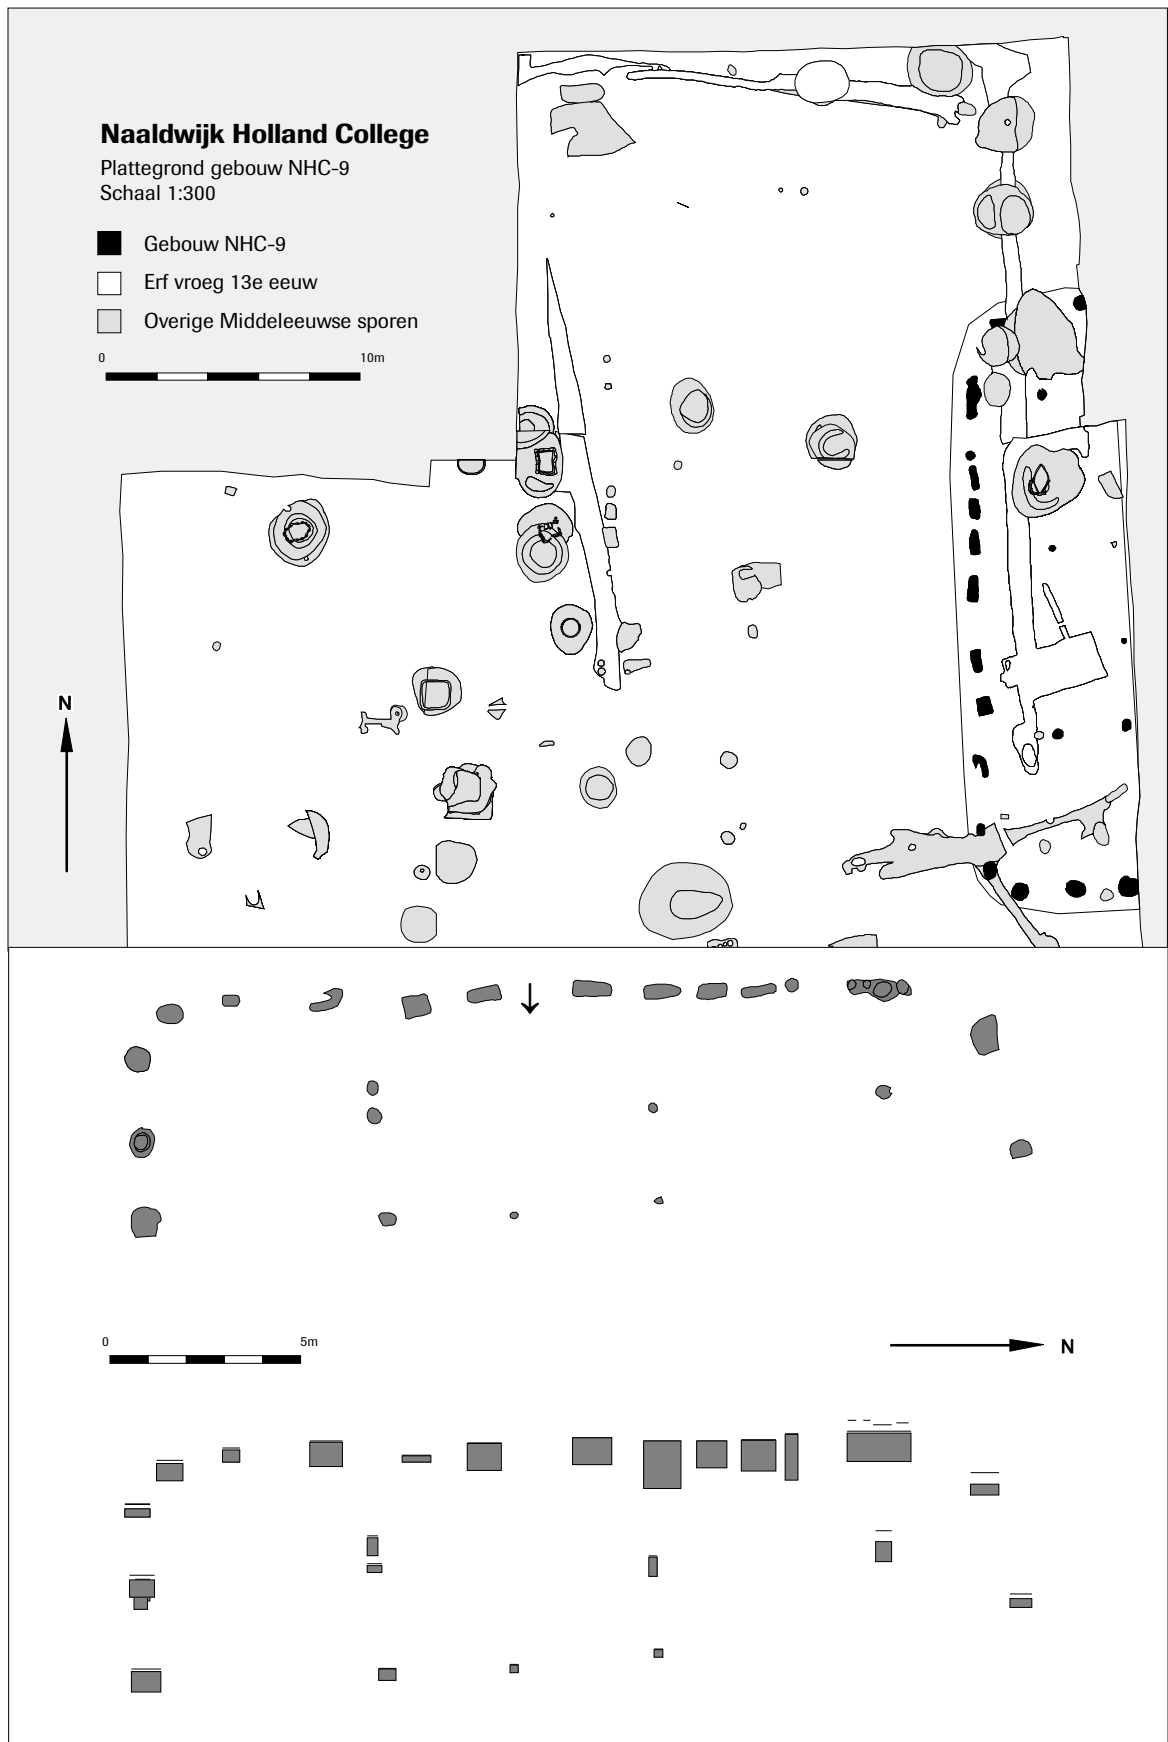 Naaldwijk Holland College
Plattegrond gebouw NHC-9
Schaal 1:300
Gebouw NHC-9
Erf vroeg 13e eeuw
Overige Middeleeuwse sporen
0 10m
N
0 5m
N